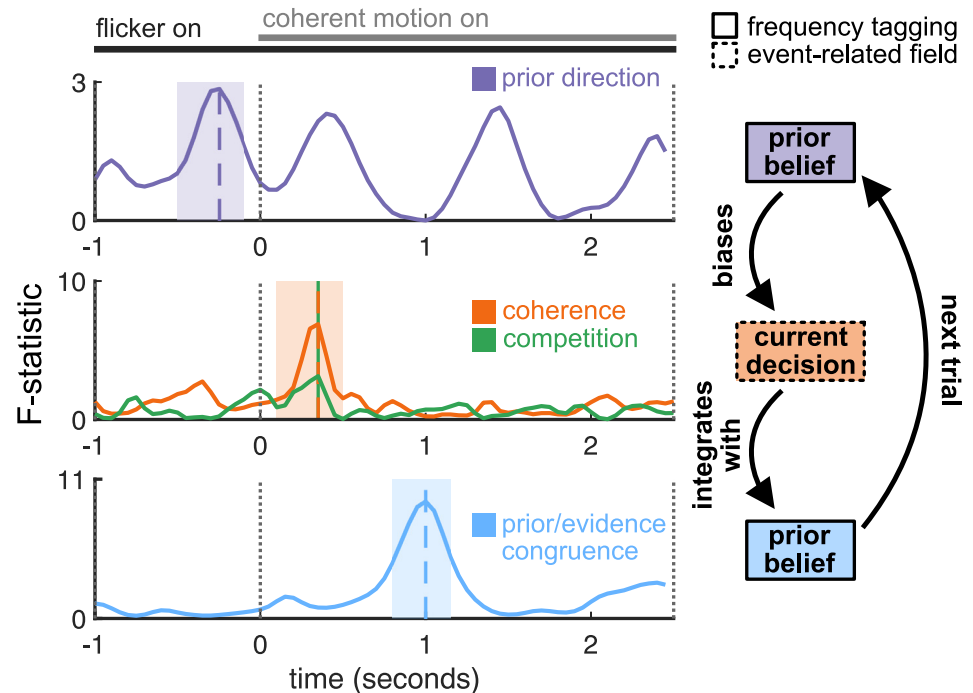 coherent motion on
flicker on
frequency tagging
event-related field
3
prior direction
0
-1
0
1
2
10
coherence
competition
0
-1
0
1
2
11
prior/evidence
congruence
0
-1
0
1
2
F-statistic
time (seconds)
prior
belief
biases
current
decision
integrates
with
prior
belief
next trial